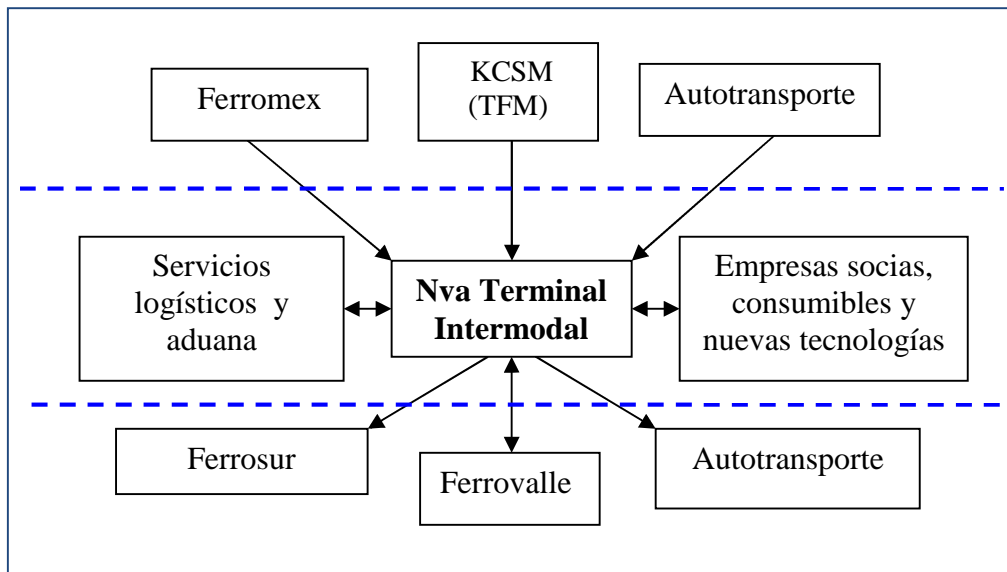 Ferromex
KCSM
(TFM)
Autotransporte
Servicios
logísticos y
aduana
Nva Terminal
Intermodal
Empresas socias,
consumibles y
nuevas tecnologías
Ferrosur
Ferrovalle
Autotransporte